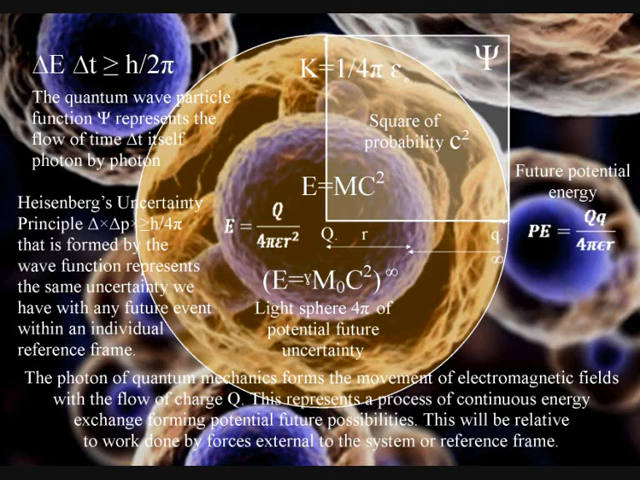 ΔE Δt ≥ h/2π
The quantum wave particle
function Ψ represents the
flow of time Δt itself
photon by photon
Heisenberg's Uncertainty
Principle Δ×Δp×≥h/4π
that is formed by the
wave function represents
the same uncertainty we
have with any future event
within an individual
reference frame.
K=1/4π ε。
Ψ
Square of
probability c²
E=MC²
E = Q/4πεr²
Q. r q.
∞
(E=ɤM₀C²)∞
Light sphere 4π of
potential future
uncertainty
Future potential
energy
PE = Qq/4πϵr
The photon of quantum mechanics forms the movement of electromagnetic fields
with the flow of charge Q. This represents a process of continuous energy
exchange forming potential future possibilities. This will be relative
to work done by forces external to the system or reference frame.